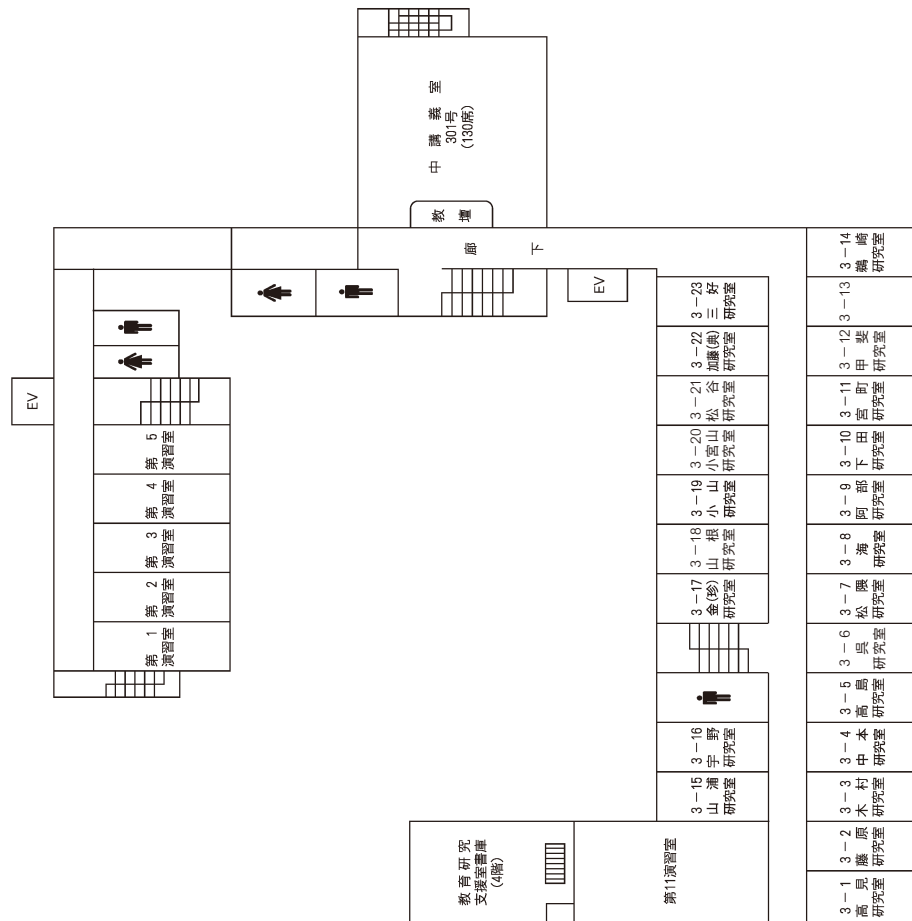 中講義室
301号
(130席)
教壇
廊下
EV
EV
第5
演習室
第4
演習室
第3
演習室
第2
演習室
第1
演習室
3-23
三好
研究室
3-22
加藤(典)
研究室
3-21
松谷
研究室
3-20
小宮山
研究室
3-19
小山
研究室
3-18
山根
研究室
3-17
金(珍)
研究室
3-16
宇野
研究室
3-15
山浦
研究室
3-14
鵜崎
研究室
3-13
3-12
甲斐
研究室
3-11
宮町
研究室
3-10
下田
研究室
3-9
阿部
研究室
3-8
海
研究室
3-7
松隈
研究室
3-6
呉
研究室
3-5
高島
研究室
3-4
中本
研究室
3-3
木村
研究室
3-2
藤原
研究室
3-1
高見
研究室
教育研究
支援室書庫
(4階)
第11演習室